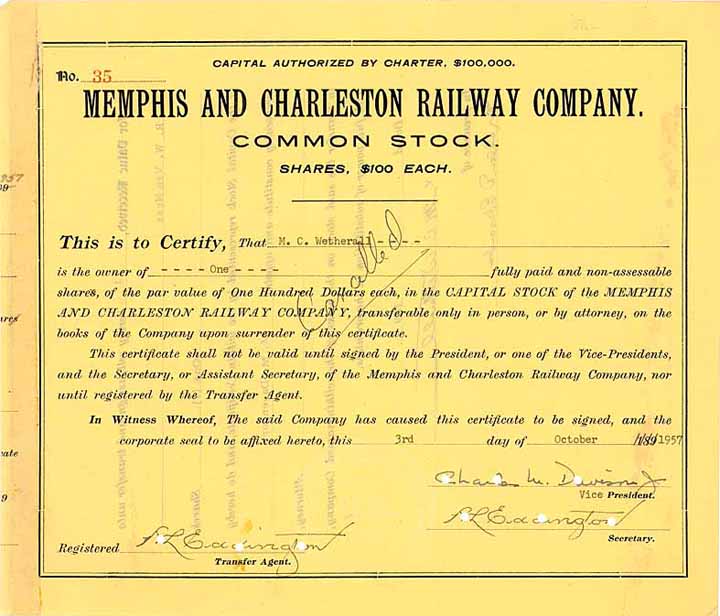 CAPITAL AUTHORIZED BY CHARTER, $100,000.
No. 35
MEMPHIS AND CHARLESTON RAILWAY COMPANY.
COMMON STOCK.
SHARES, $100 EACH.
This is to Certify, That M. C. Wetherall - - - -
is the owner of - - - - One - - - - fully paid and non-assessable
shares, of the par value of One Hundred Dollars each, in the CAPITAL STOCK of the MEMPHIS
AND CHARLESTON RAILWAY COMPANY, transferable only in person, or by attorney, on the
books of the Company upon surrender of this certificate.
Cancelled
This certificate shall not be valid until signed by the President, or one of the Vice-Presidents,
and the Secretary, or Assistant Secretary, of the Memphis and Charleston Railway Company, nor
until registered by the Transfer Agent.
In Witness Whereof, The said Company has caused this certificate to be signed, and the
corporate seal to be affixed hereto, this 3rd day of October 1957
Charles M. Davison Jr
Vice President.
S L Eddington
Secretary.
Registered S L Eddington
Transfer Agent.